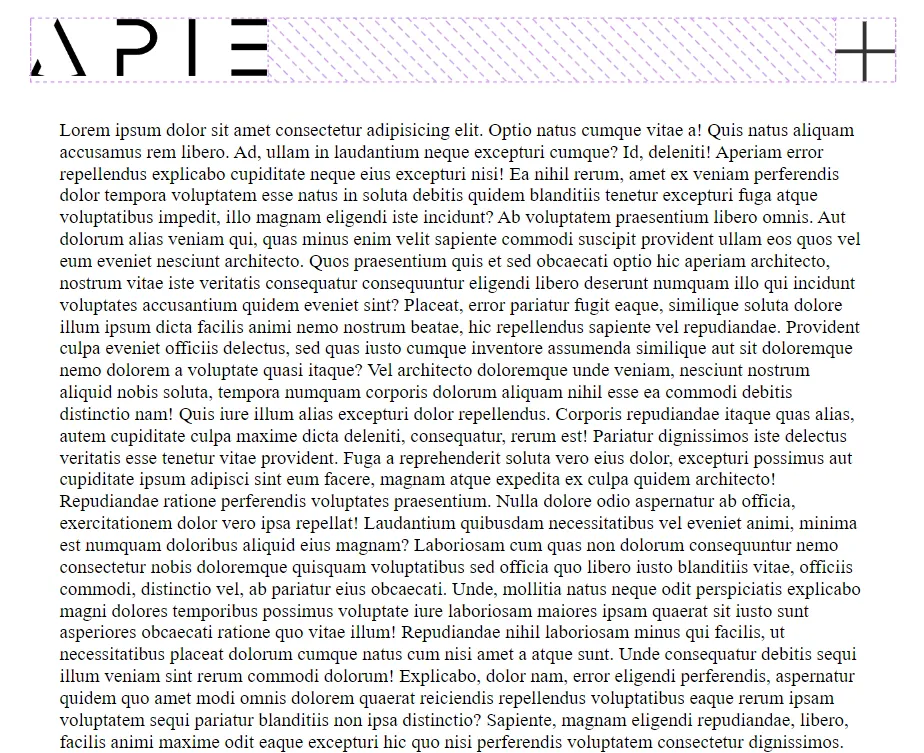 APIE
Lorem ipsum dolor sit amet consectetur adipisicing elit. Optio natus cumque vitae a! Quis natus aliquam
accusamus rem libero. Ad, ullam in laudantium neque excepturi cumque? Id, deleniti! Aperiam error
repellendus explicabo cupiditate neque eius excepturi nisi! Ea nihil rerum, amet ex veniam perferendis
dolor tempora voluptatem esse natus in soluta debitis quidem blanditiis tenetur excepturi fuga atque
voluptatibus impedit, illo magnam eligendi iste incidunt? Ab voluptatem praesentium libero omnis. Aut
dolorum alias veniam qui, quas minus enim velit sapiente commodi suscipit provident ullam eos quos vel
eum eveniet nesciunt architecto. Quos praesentium quis et sed obcaecati optio hic aperiam architecto,
nostrum vitae iste veritatis consequatur consequuntur eligendi libero deserunt numquam illo qui incidunt
voluptates accusantium quidem eveniet sint? Placeat, error pariatur fugit eaque, similique soluta dolore
illum ipsum dicta facilis animi nemo nostrum beatae, hic repellendus sapiente vel repudiandae. Provident
culpa eveniet officiis delectus, sed quas iusto cumque inventore assumenda similique aut sit doloremque
nemo dolorem a voluptate quasi itaque? Vel architecto doloremque unde veniam, nesciunt nostrum
aliquid nobis soluta, tempora numquam corporis dolorum aliquam nihil esse ea commodi debitis
distinctio nam! Quis iure illum alias excepturi dolor repellendus. Corporis repudiandae itaque quas alias,
autem cupiditate culpa maxime dicta deleniti, consequatur, rerum est! Pariatur dignissimos iste delectus
veritatis esse tenetur vitae provident. Fuga a reprehenderit soluta vero eius dolor, excepturi possimus aut
cupiditate ipsum adipisci sint eum facere, magnam atque expedita ex culpa quidem architecto!
Repudiandae ratione perferendis voluptates praesentium. Nulla dolore odio aspernatur ab officia,
exercitationem dolor vero ipsa repellat! Laudantium quibusdam necessitatibus vel eveniet animi, minima
est numquam doloribus aliquid eius magnam? Laboriosam cum quas non dolorum consequuntur nemo
consectetur nobis doloremque quisquam voluptatibus sed officia quo libero iusto blanditiis vitae, officiis
commodi, distinctio vel, ab pariatur eius obcaecati. Unde, mollitia natus neque odit perspiciatis explicabo
magni dolores temporibus possimus voluptate iure laboriosam maiores ipsam quaerat sit iusto sunt
asperiores obcaecati ratione quo vitae illum! Repudiandae nihil laboriosam minus qui facilis, ut
necessitatibus placeat dolorum cumque natus cum nisi amet a atque sunt. Unde consequatur debitis sequi
illum veniam sint rerum commodi dolorum! Explicabo, dolor nam, error eligendi perferendis, aspernatur
quidem quo amet modi omnis dolorem quaerat reiciendis repellendus voluptatibus eaque rerum ipsam
voluptatem sequi pariatur blanditiis non ipsa distinctio? Sapiente, magnam eligendi repudiandae, libero,
facilis animi maxime odit eaque excepturi hic quo nisi perferendis voluptatem consectetur dignissimos.